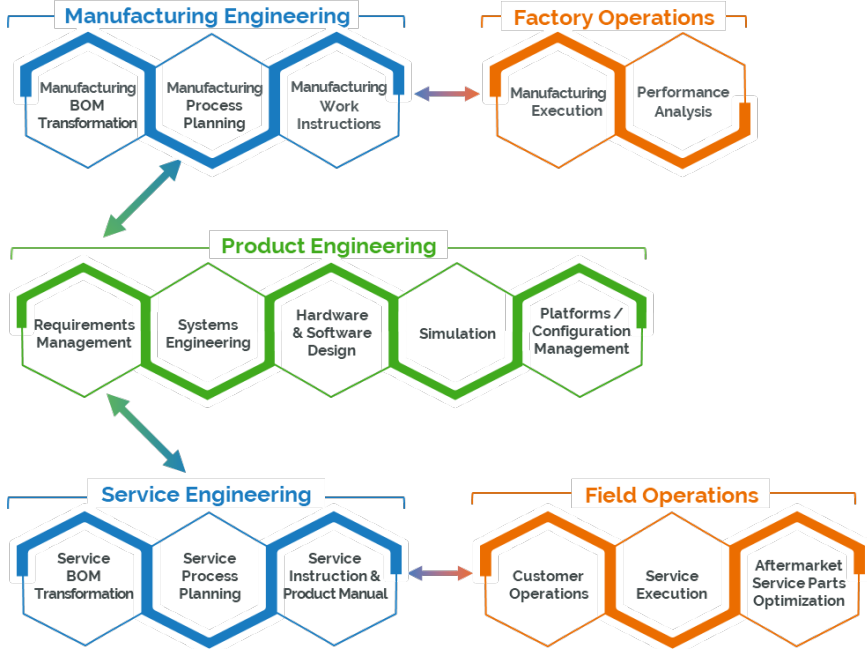 Manufacturing Engineering
Manufacturing
BOM
Transformation
Manufacturing
Process
Planning
Manufacturing
Work
Instructions
Factory Operations
Manufacturing
Execution
Performance
Analysis
Product Engineering
Requirements
Management
Systems
Engineering
Hardware
& Software
Design
Simulation
Platforms /
Configuration
Management
Service Engineering
Service
BOM
Transformation
Service
Process
Planning
Service
Instruction &
Product Manual
Field Operations
Customer
Operations
Service
Execution
Aftermarket
Service Parts
Optimization